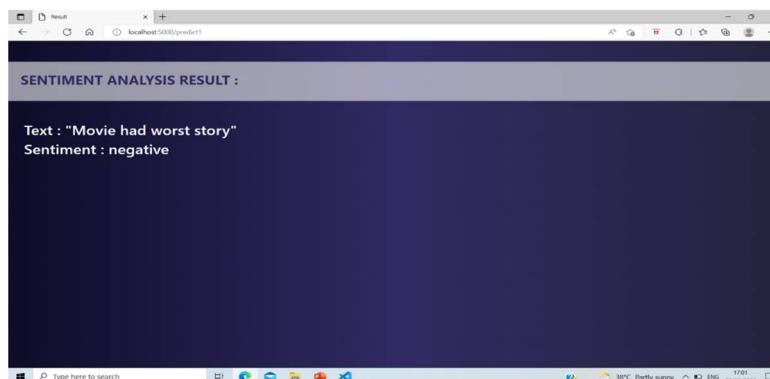 Result
localhost:5000/predict1
SENTIMENT ANALYSIS RESULT :
Text : "Movie had worst story"
Sentiment : negative
Type here to search
38°C Partly sunny
ENG
17:01